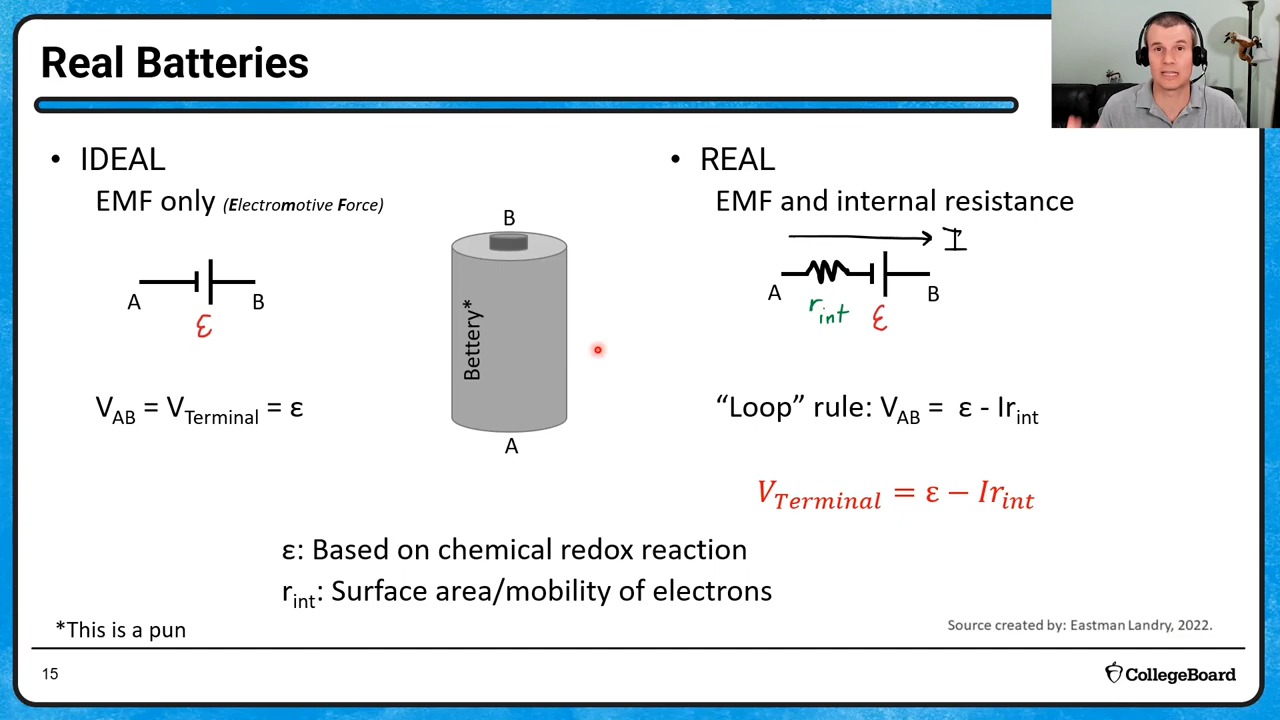 Real Batteries
• IDEAL
EMF only (Electromotive Force)
A
B
ε
V_AB = V_Terminal = ε
B
Bettery*
A
• REAL
EMF and internal resistance
I
A
B
r_int
ε
“Loop” rule: V_AB = ε - Ir_int
V_Terminal = ε − Ir_int
ε: Based on chemical redox reaction
r_int: Surface area/mobility of electrons
*This is a pun
Source created by: Eastman Landry, 2022.
15
CollegeBoard